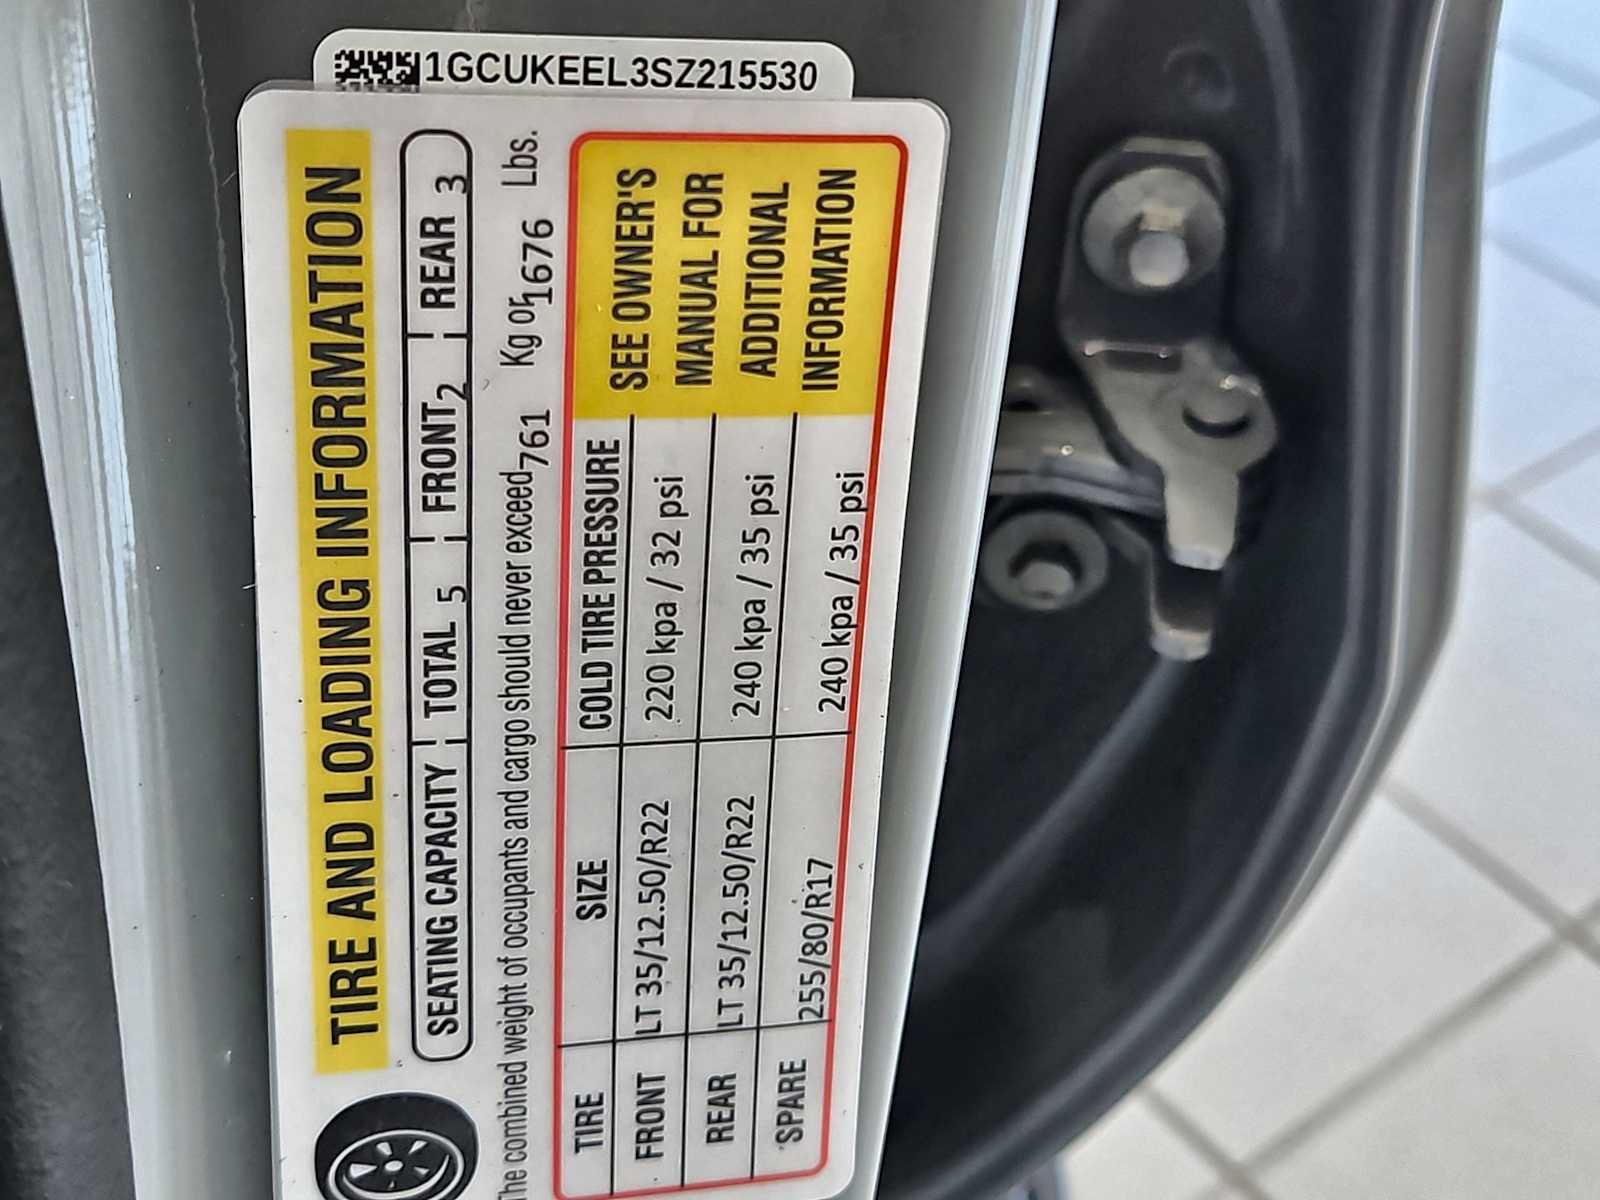 1GCUKEEL3SZ215530
TIRE AND LOADING INFORMATION
SEATING CAPACITY TOTAL 5 FRONT 2 REAR 3
The combined weight of occupants and cargo should never exceed 761 Kg or 1676 Lbs.
TIRE SIZE COLD TIRE PRESSURE
FRONT LT 35/12.50/R22 220 kpa / 32 psi
REAR LT 35/12.50/R22 240 kpa / 35 psi
SPARE 255/80/R17 240 kpa / 35 psi
SEE OWNER'S
MANUAL FOR
ADDITIONAL
INFORMATION